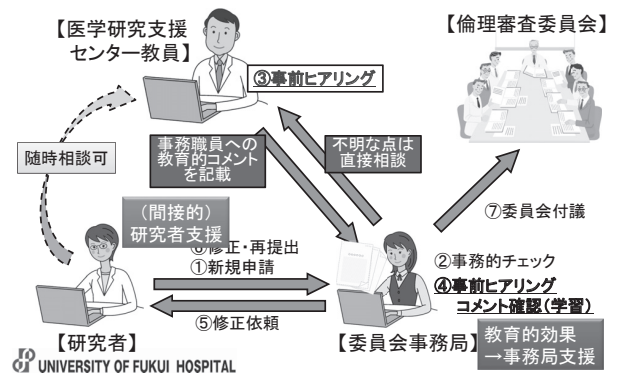 【医学研究支援
センター教員】
【倫理審査委員会】
③事前ヒアリング
随時相談可
事務職員への
教育的コメント
を記載
不明な点は
直接相談
(間接的)
研究者支援
⑦委員会付議
⑥修正・再提出
①新規申請
②事務的チェック
④事前ヒアリング
コメント確認(学習)
⑤修正依頼
【研究者】
【委員会事務局】
教育的効果
→事務局支援
UNIVERSITY OF FUKUI HOSPITAL